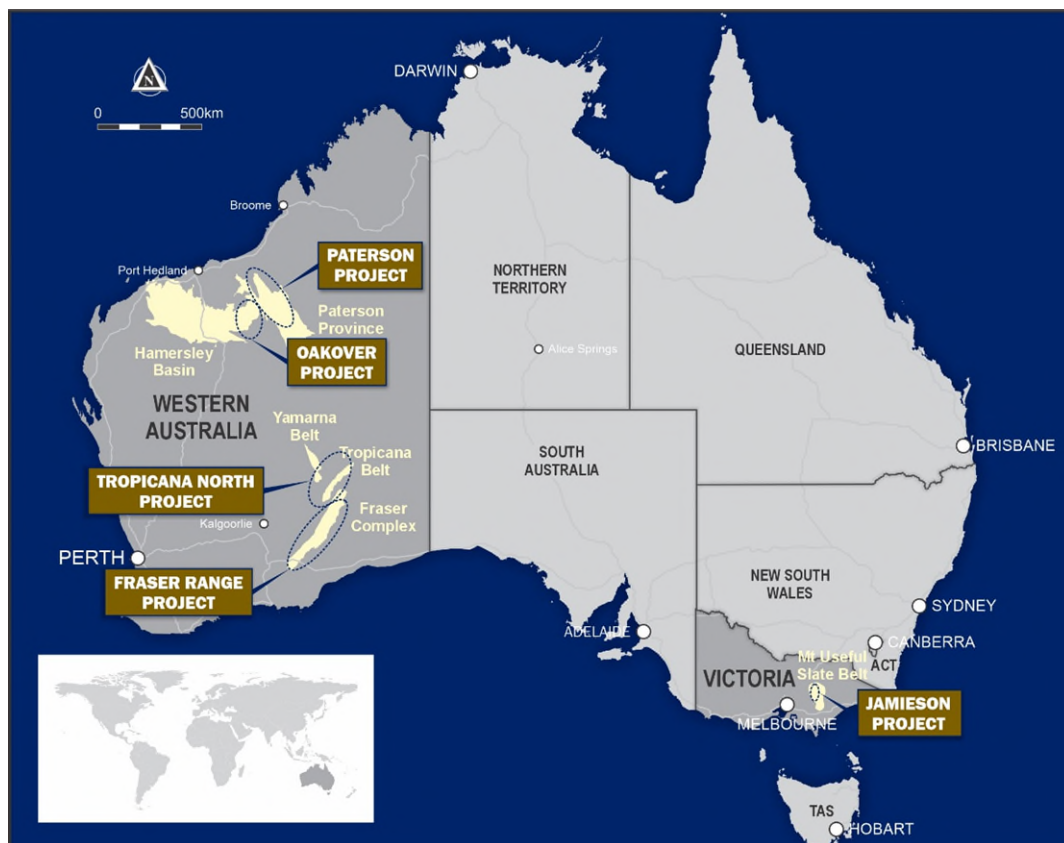 DARWIN
N
0 500km
Broome
PATERSON
PROJECT
Port Hedland
NORTHERN
TERRITORY
Paterson
Province
Hamersley
Basin
OAKOVER
PROJECT
Alice Springs
QUEENSLAND
WESTERN
AUSTRALIA
Yamarna
Belt
Tropicana
Belt
SOUTH
AUSTRALIA
BRISBANE
TROPICANA NORTH
PROJECT
Fraser
Complex
Kalgoorlie
PERTH
FRASER RANGE
PROJECT
NEW SOUTH
WALES
SYDNEY
ADELAIDE
CANBERRA
ACT
Mt Useful
Slate Belt
VICTORIA
JAMIESON
PROJECT
MELBOURNE
TAS
HOBART